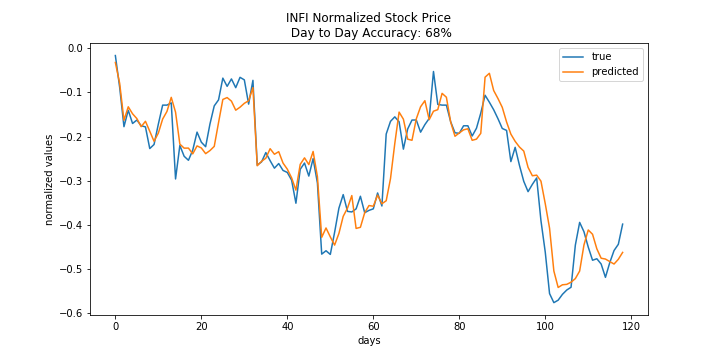 INFI Normalized Stock Price
Day to Day Accuracy: 68%
true
predicted
normalized values
0.0
−0.1
−0.2
−0.3
−0.4
−0.5
−0.6
0 20 40 60 80 100 120
days